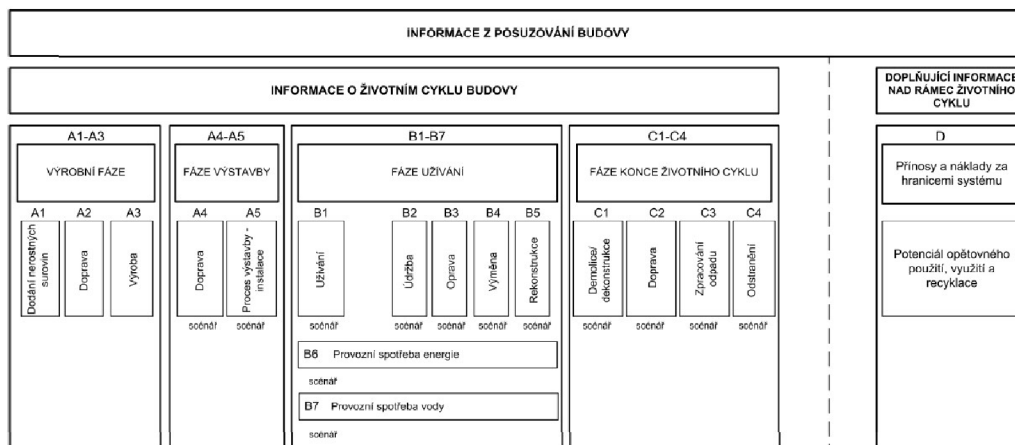 INFORMACE Z POSUZOVÁNÍ BUDOVY
INFORMACE O ŽIVOTNÍM CYKLU BUDOVY
DOPLŇUJÍCÍ INFORMACE
NAD RÁMEC ŽIVOTNÍHO
CYKLU
A1-A3
VÝROBNÍ FÁZE
A1
A2
A3
Dodání nerostných
surovin
Doprava
Výroba
A4-A5
FÁZE VÝSTAVBY
A4
A5
Doprava
Proces výstavby -
instalace
scénář
scénář
B1-B7
FÁZE UŽÍVÁNÍ
B1
B2
B3
B4
B5
Užívání
Údržba
Oprava
Výměna
Rekonstrukce
scénář
scénář
scénář
scénář
scénář
B6 Provozní spotřeba energie
scénář
B7 Provozní spotřeba vody
scénář
C1-C4
FÁZE KONCE ŽIVOTNÍHO CYKLU
C1
C2
C3
C4
Demolice/
dekonstrukce
Doprava
Zpracování
odpadu
Odstranění
scénář
scénář
scénář
scénář
D
Přínosy a náklady za
hranicemi systému
Potenciál opětovného
použití, využití a
recyklace